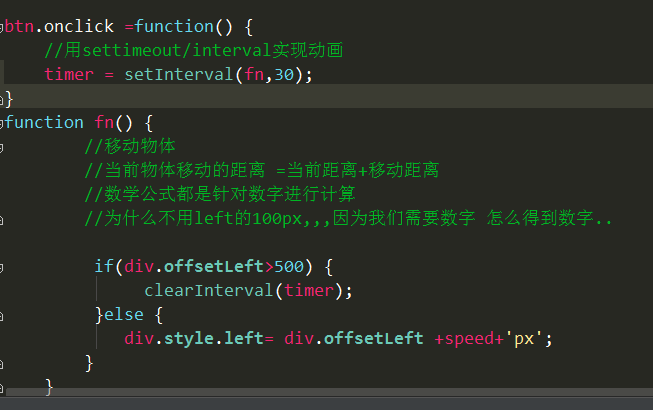 btn.onclick =function() {
//用settimeout/interval实现动画
timer = setInterval(fn,30);
}
function fn() {
//移动物体
//当前物体移动的距离 =当前距离+移动距离
//数学公式都是针对数字进行计算
//为什么不用left的100px,,,因为我们需要数字 怎么得到数字..
if(div.offsetLeft>500) {
clearInterval(timer);
}else {
div.style.left= div.offsetLeft +speed+'px';
}
}